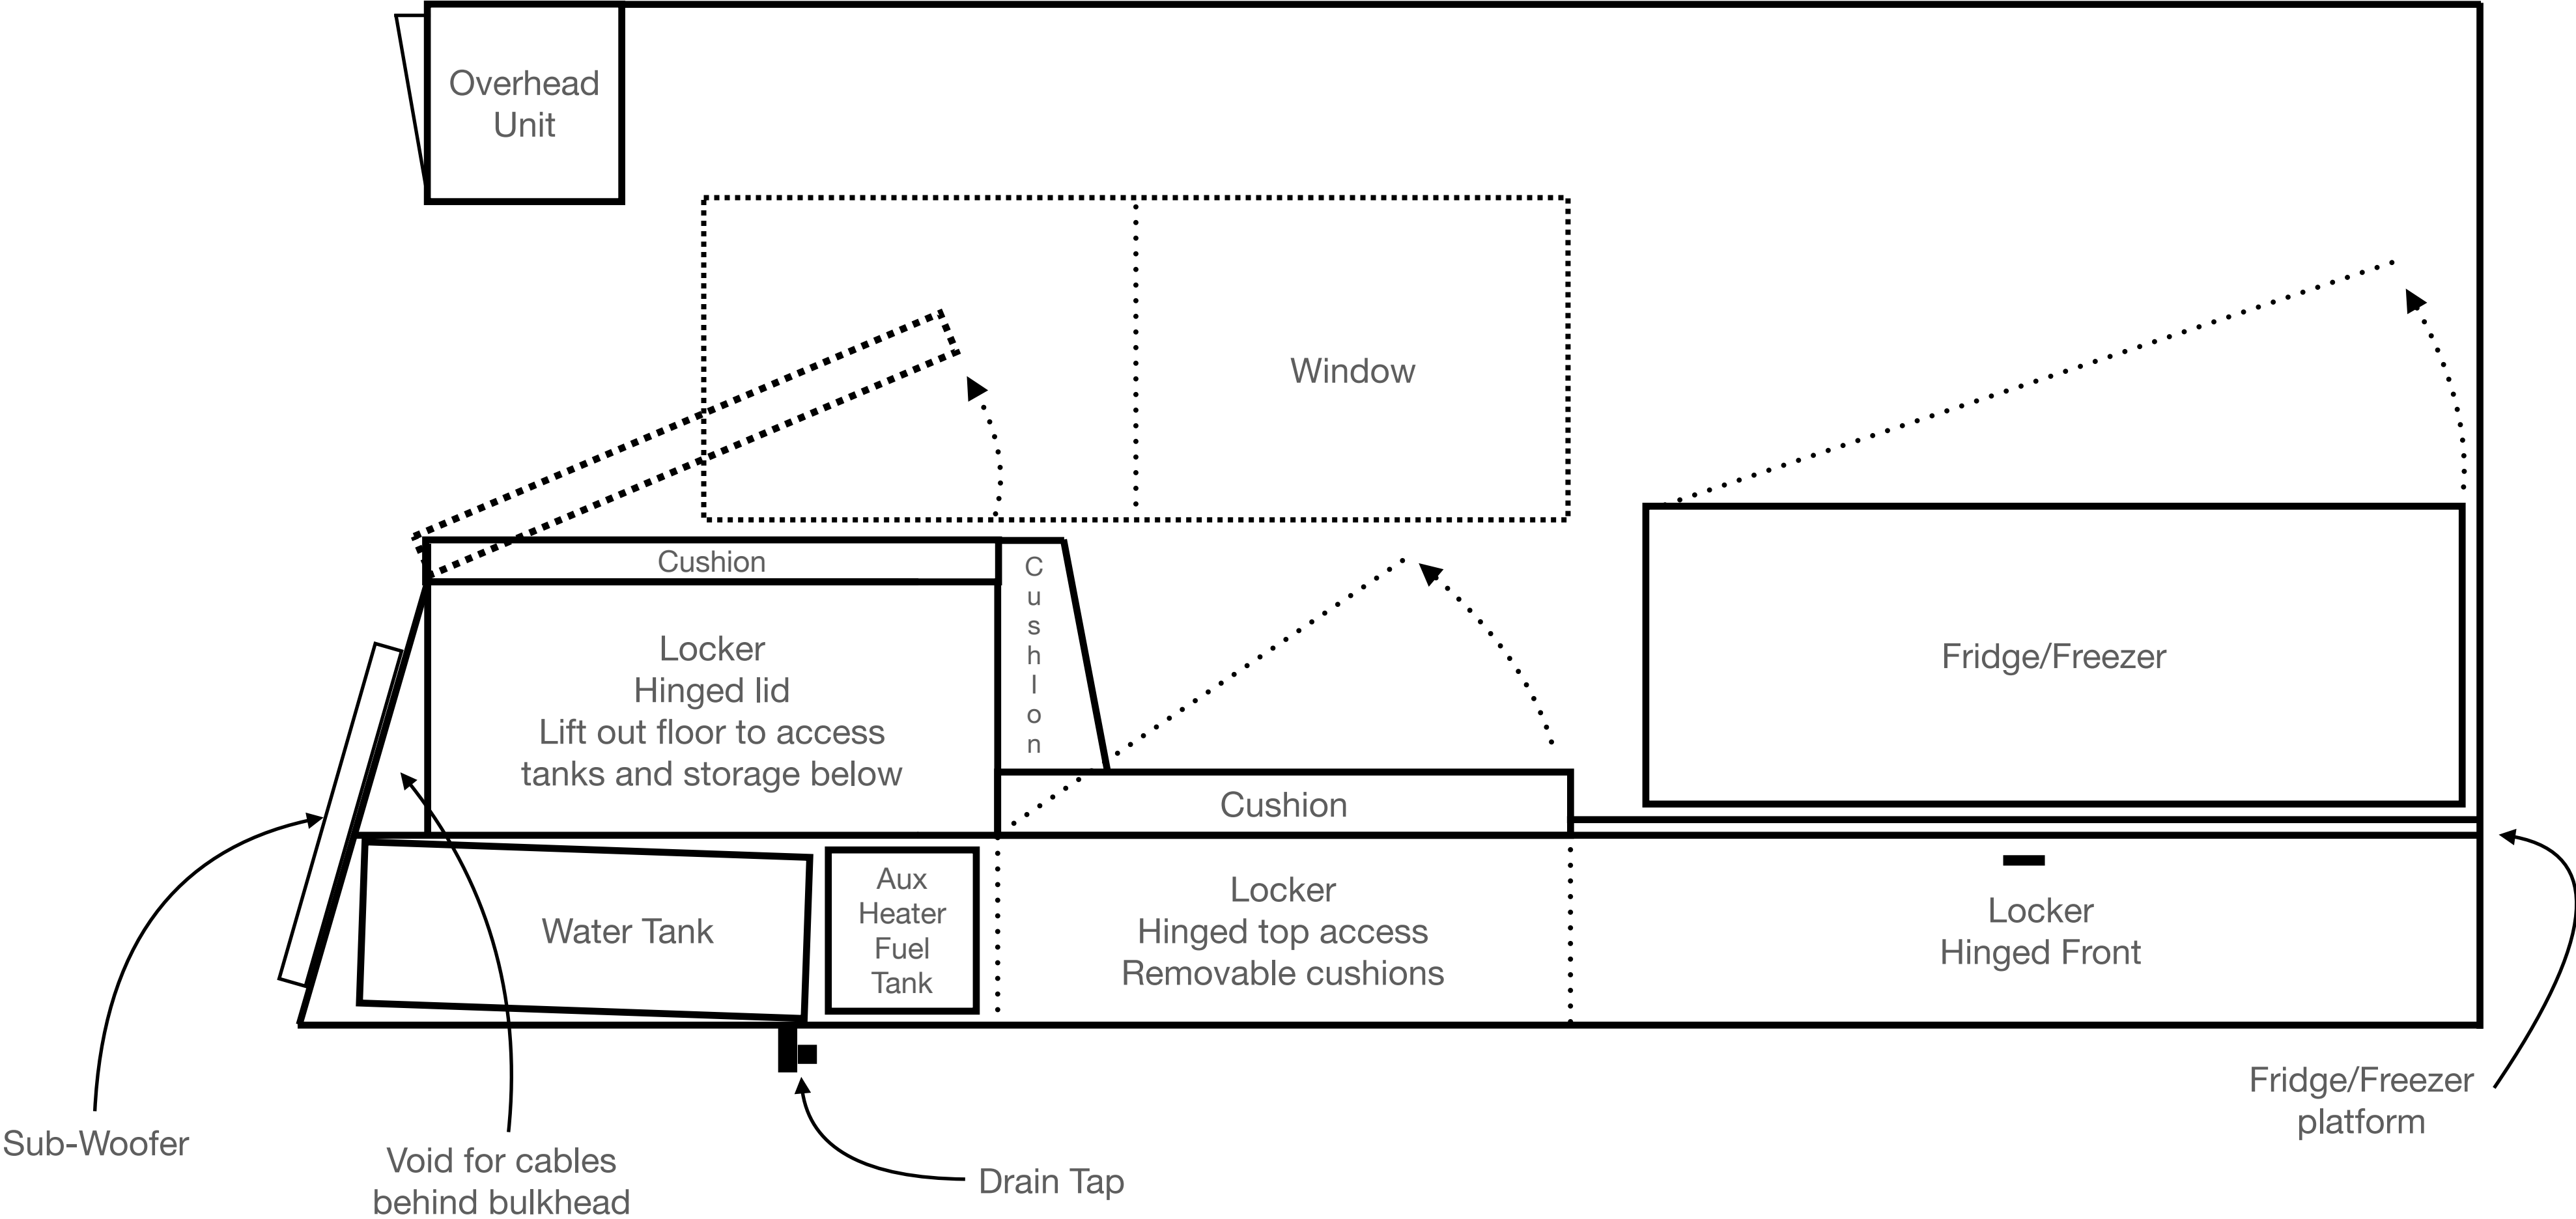 Overhead
Unit
Window
Cushion
C
u
s
h
I
o
n
Locker
Hinged lid
Lift out floor to access
tanks and storage below
Fridge/Freezer
Cushion
Water Tank
Aux
Heater
Fuel
Tank
Locker
Hinged top access
Removable cushions
Locker
Hinged Front
Sub-Woofer
Void for cables
behind bulkhead
Drain Tap
Fridge/Freezer
platform